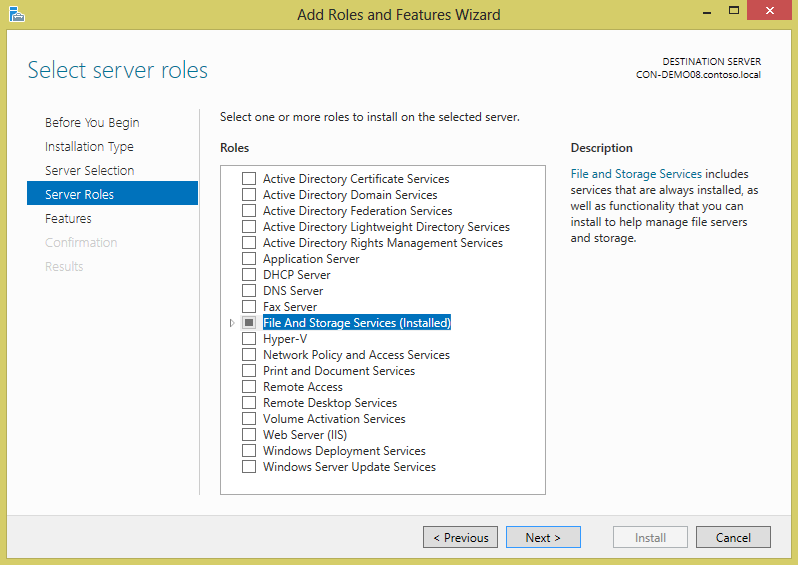 Add Roles and Features Wizard
Select server roles
DESTINATION SERVER
CON-DEMO08.contoso.local
Before You Begin
Installation Type
Server Selection
Server Roles
Features
Confirmation
Results
Select one or more roles to install on the selected server.
Roles
Active Directory Certificate Services
Active Directory Domain Services
Active Directory Federation Services
Active Directory Lightweight Directory Services
Active Directory Rights Management Services
Application Server
DHCP Server
DNS Server
Fax Server
File And Storage Services (Installed)
Hyper-V
Network Policy and Access Services
Print and Document Services
Remote Access
Remote Desktop Services
Volume Activation Services
Web Server (IIS)
Windows Deployment Services
Windows Server Update Services
Description
File and Storage Services includes
services that are always installed, as
well as functionality that you can
install to help manage file servers
and storage.
< Previous
Next >
Install
Cancel